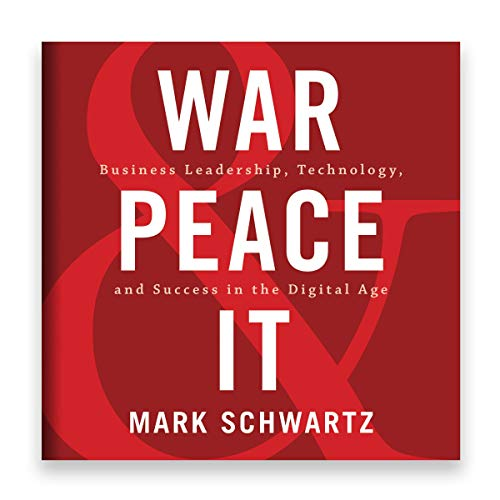 WAR
Business Leadership, Technology,
PEACE
and Success in the Digital Age
IT
MARK SCHWARTZ